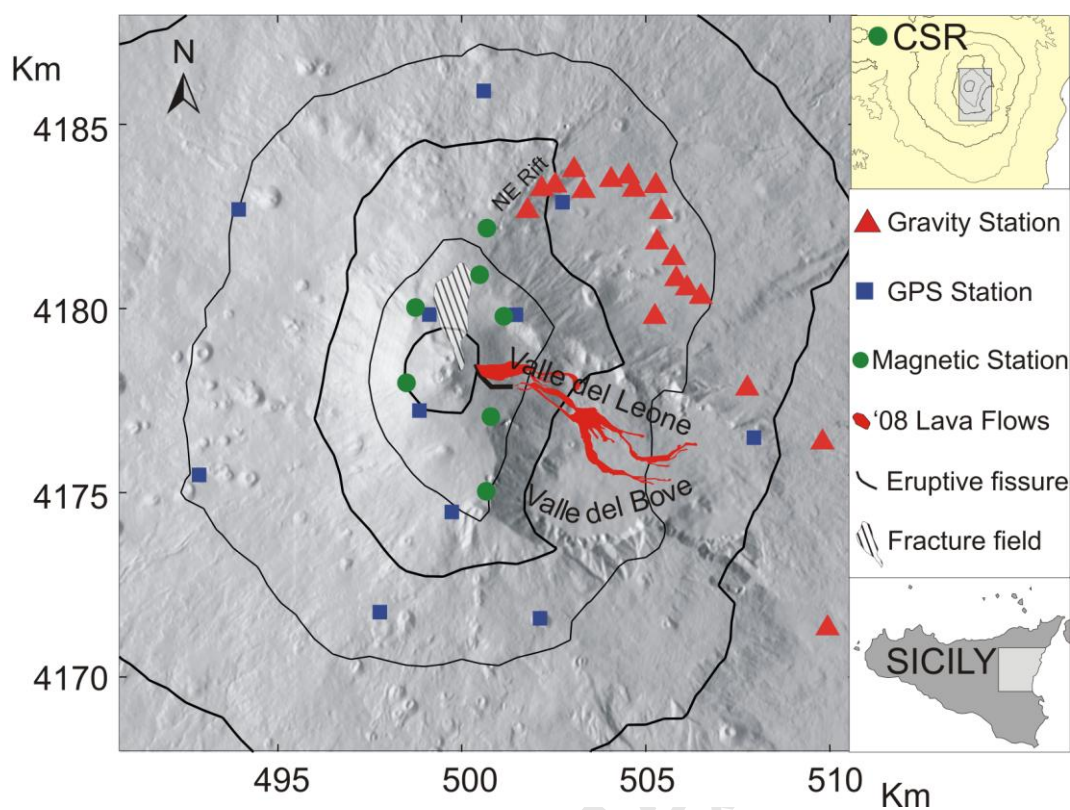 Km
N
4185
4180
4175
4170
495
500
505
510
Km
NE Rift
Valle del Leone
Valle del Bove
CSR
Gravity Station
GPS Station
Magnetic Station
‘08 Lava Flows
Eruptive fissure
Fracture field
SICILY